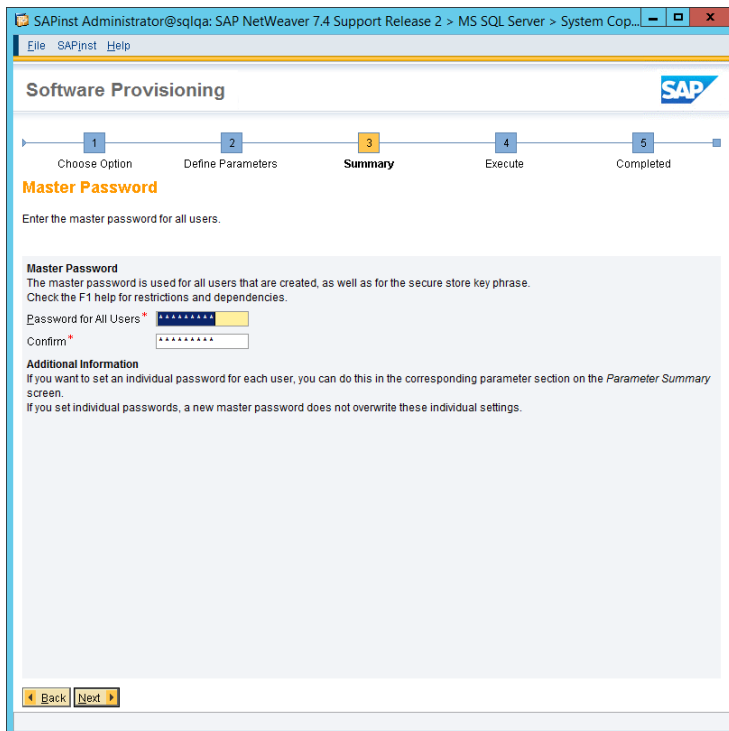 SAPinst Administrator@sqlqa: SAP NetWeaver 7.4 Support Release 2 > MS SQL Server > System Cop...
File SAPinst Help
Software Provisioning
SAP
1 2 3 4 5
Choose Option Define Parameters Summary Execute Completed
Master Password
Enter the master password for all users.
Master Password
The master password is used for all users that are created, as well as for the secure store key phrase.
Check the F1 help for restrictions and dependencies.
Password for All Users* *********
Confirm* *********
Additional Information
If you want to set an individual password for each user, you can do this in the corresponding parameter section on the Parameter Summary
screen.
If you set individual passwords, a new master password does not overwrite these individual settings.
Back Next